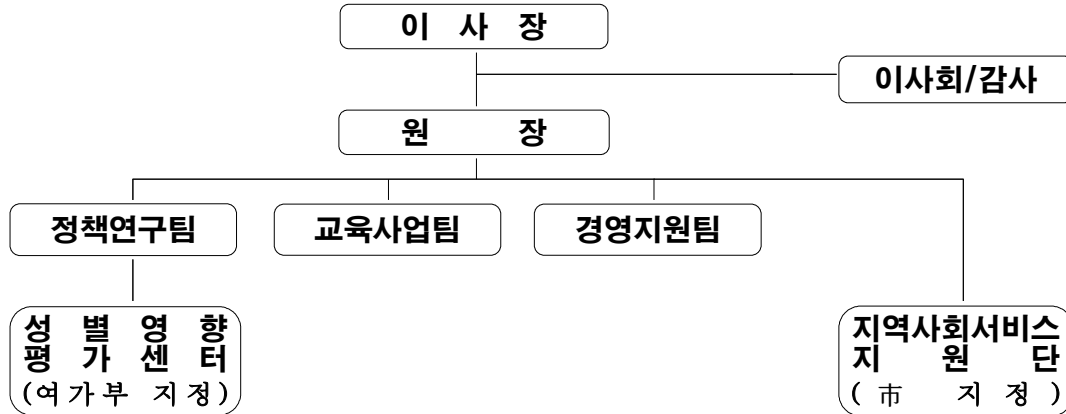 이 사 장
이사회/감사
원 장
정책연구팀
교육사업팀
경영지원팀
성 별 영 향
평 가 센 터
(여가부 지정)
지역사회서비스
지 원 단
( 市 지 정 )